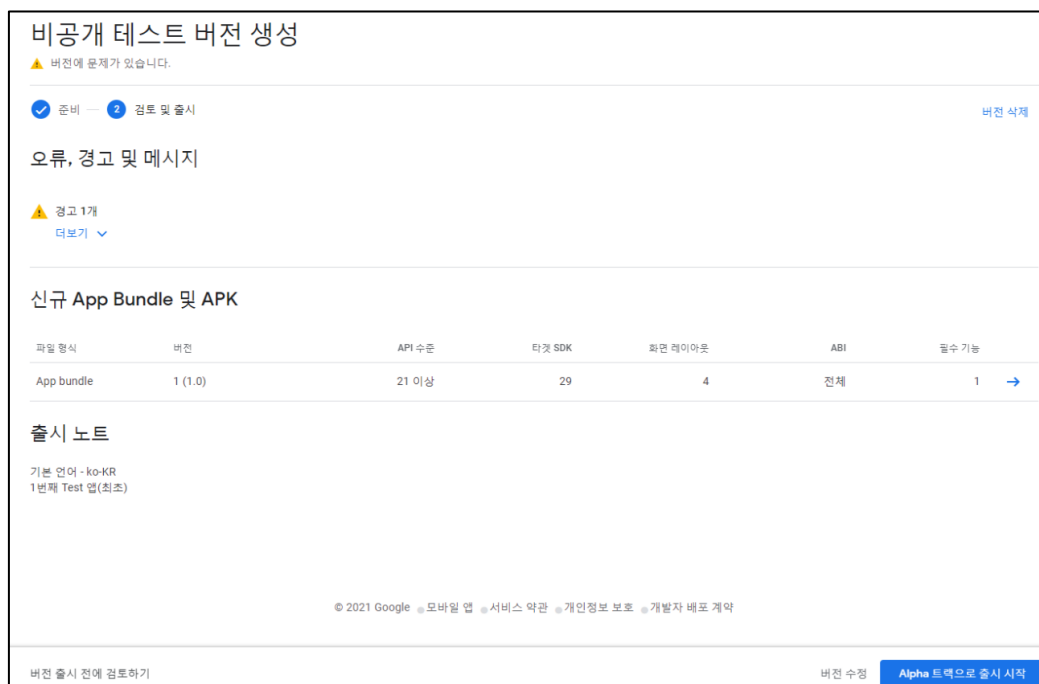 비공개 테스트 버전 생성
버전에 문제가 있습니다.
준비 2 검토 및 출시 버전 삭제
오류, 경고 및 메시지
경고 1개
더보기
신규 App Bundle 및 APK
파일 형식 버전 API 수준 타겟 SDK 화면 레이아웃 ABI 필수 기능
App bundle 1 (1.0) 21 이상 29 4 전체 1
출시 노트
기본 언어 - ko-KR
1번째 Test 앱(최초)
© 2021 Google 모바일 앱 서비스 약관 개인정보 보호 개발자 배포 계약
버전 출시 전에 검토하기 버전 수정 Alpha 트랙으로 출시 시작